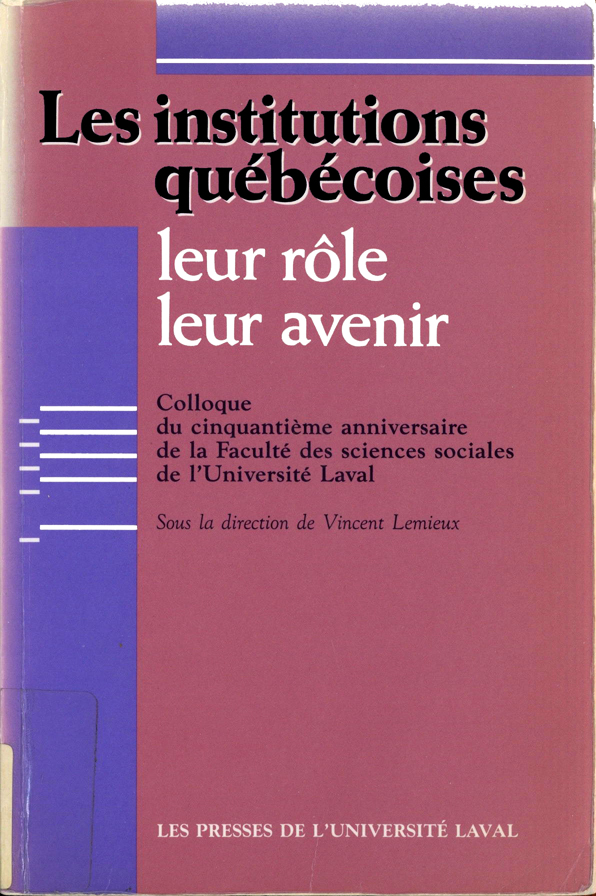 Les institutions
québécoises
leur rôle
leur avenir
Colloque
du cinquantième anniversaire
de la Faculté des sciences sociales
de l'Université Laval
Sous la direction de Vincent Lemieux
LES PRESSES DE L'UNIVERSITÉ LAVAL